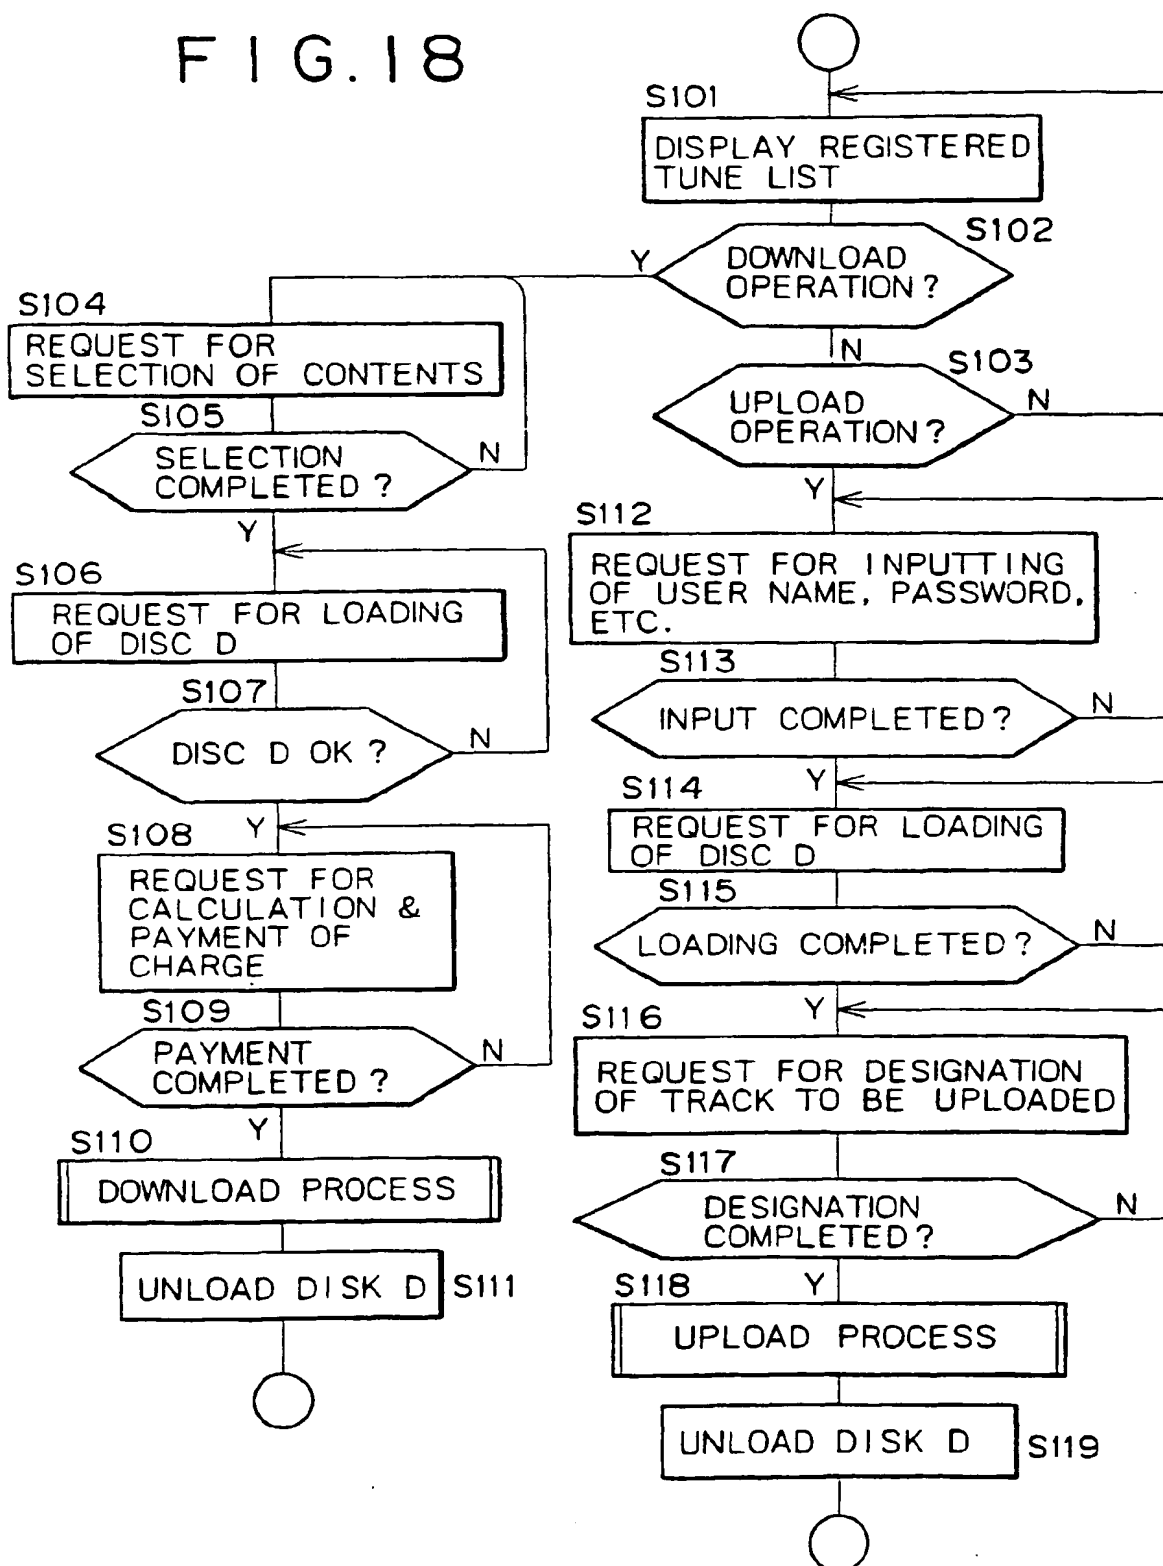 FIG.18
S101
DISPLAY REGISTERED
TUNE LIST
S102
DOWNLOAD
OPERATION?
Y
N
S103
UPLOAD
OPERATION?
N
Y
S104
REQUEST FOR
SELECTION OF CONTENTS
S105
SELECTION
COMPLETED?
N
Y
S106
REQUEST FOR LOADING
OF DISC D
S107
DISC D OK?
N
Y
S108
REQUEST FOR
CALCULATION &
PAYMENT OF
CHARGE
S109
PAYMENT
COMPLETED?
N
Y
S110
DOWNLOAD PROCESS
UNLOAD DISK D
S111
S112
REQUEST FOR INPUTTING
OF USER NAME, PASSWORD,
ETC.
S113
INPUT COMPLETED?
N
Y
S114
REQUEST FOR LOADING
OF DISC D
S115
LOADING COMPLETED?
N
Y
S116
REQUEST FOR DESIGNATION
OF TRACK TO BE UPLOADED
S117
DESIGNATION
COMPLETED?
N
Y
S118
UPLOAD PROCESS
UNLOAD DISK D
S119